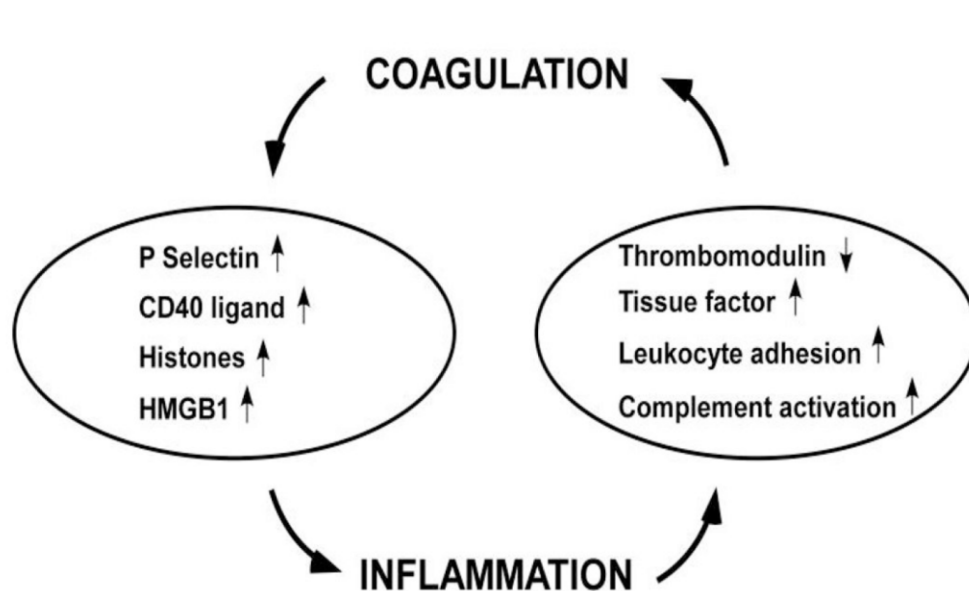 COAGULATION
P Selectin ↑
CD40 ligand ↑
Histones ↑
HMGB1 ↑
Thrombomodulin ↓
Tissue factor ↑
Leukocyte adhesion ↑
Complement activation ↑
INFLAMMATION